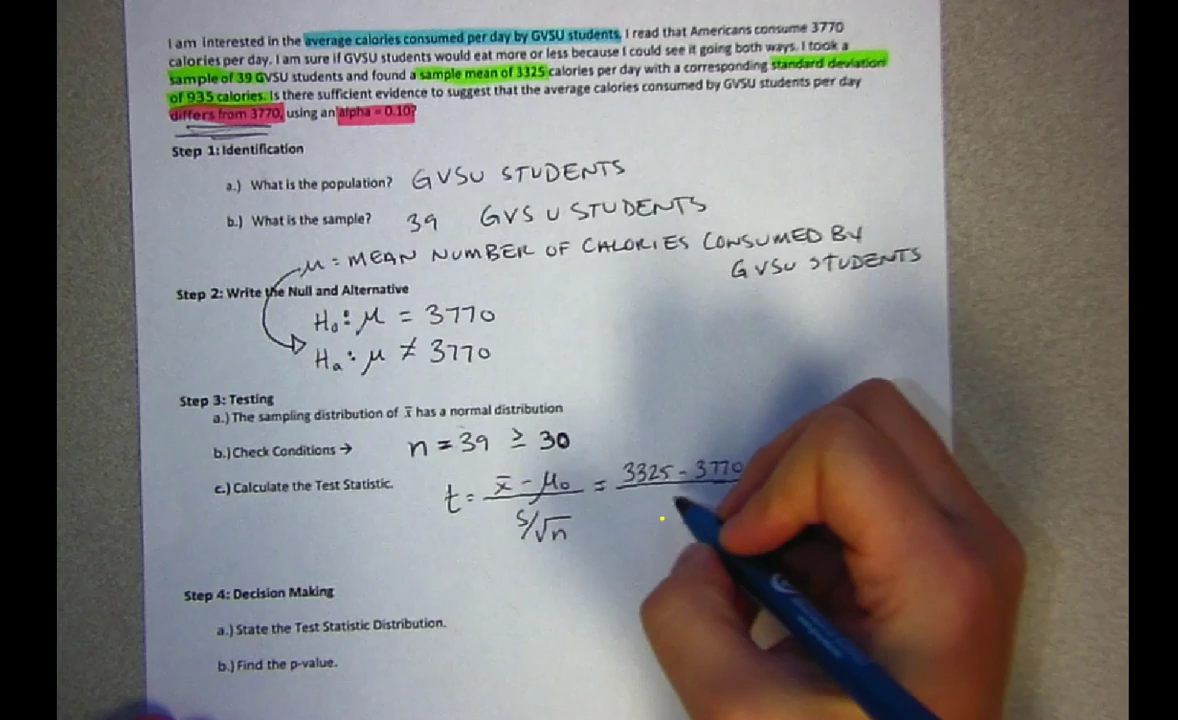 I am interested in the average calories consumed per day by GVSU students. I read that Americans consume 3770
calories per day. I am sure if GVSU students would eat more or less because I could see it going both ways. I took a
sample of 39 GVSU students and found a sample mean of 3325 calories per day with a corresponding standard deviation
of 935 calories. Is there sufficient evidence to suggest that the average calories consumed by GVSU students per day
differs from 3770, using an alpha = 0.10?
Step 1: Identification
a.) What is the population? GVSU STUDENTS
b.) What is the sample? 39 GVSU STUDENTS
μ = MEAN NUMBER OF CALORIES CONSUMED BY
GVSU STUDENTS
Step 2: Write the Null and Alternative
H₀: μ = 3770
Hₐ: μ ≠ 3770
Step 3: Testing
a.) The sampling distribution of x̄ has a normal distribution
b.) Check Conditions → n = 39 ≥ 30
c.) Calculate the Test Statistic. t = x̄ - μ₀ / s/√n = 3325 - 3770
Step 4: Decision Making
a.) State the Test Statistic Distribution.
b.) Find the p-value.